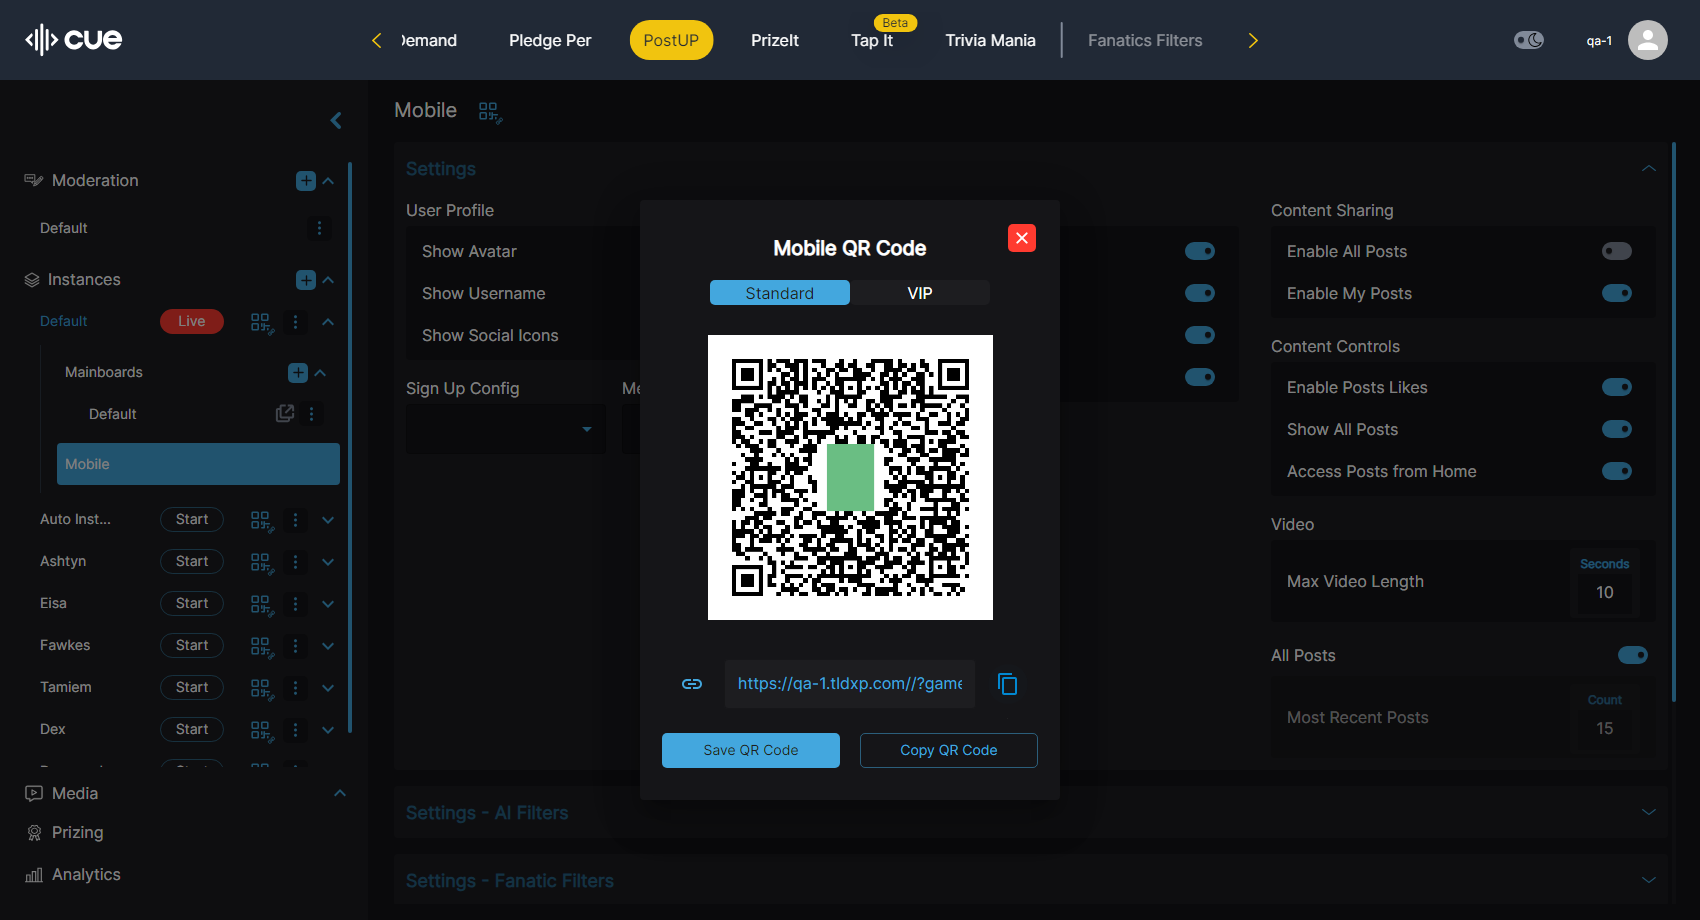 cue
Demand
Pledge Per
PostUP
PrizeIt
Tap It
Beta
Trivia Mania
Fanatics Filters
qa-1
Moderation
Default
Instances
Default
Live
Mainboards
Default
Mobile
Auto Inst...
Start
Ashtyn
Start
Eisa
Start
Fawkes
Start
Tamiem
Start
Dex
Start
Media
Prizing
Analytics
Mobile
Settings
User Profile
Show Avatar
Show Username
Show Social Icons
Sign Up Config
Mobile QR Code
Standard
VIP
https://qa-1.tldxp.com//?game
Save QR Code
Copy QR Code
Content Sharing
Enable All Posts
Enable My Posts
Content Controls
Enable Posts Likes
Show All Posts
Access Posts from Home
Video
Max Video Length
Seconds
10
All Posts
Most Recent Posts
Count
15
Settings - AI Filters
Settings - Fanatic Filters